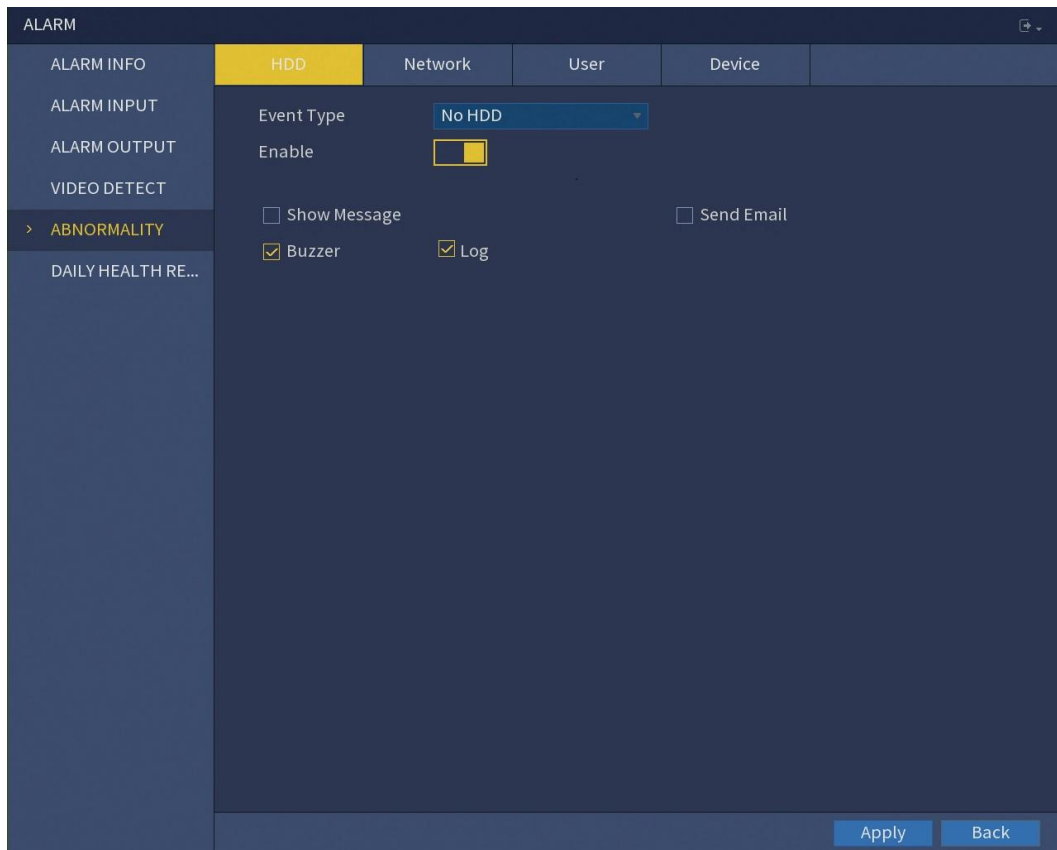 ALARM
ALARM INFO
ALARM INPUT
ALARM OUTPUT
VIDEO DETECT
> ABNORMALITY
DAILY HEALTH RE...
HDD Network User Device
Event Type No HDD
Enable
Show Message Send Email
Buzzer Log
Apply Back